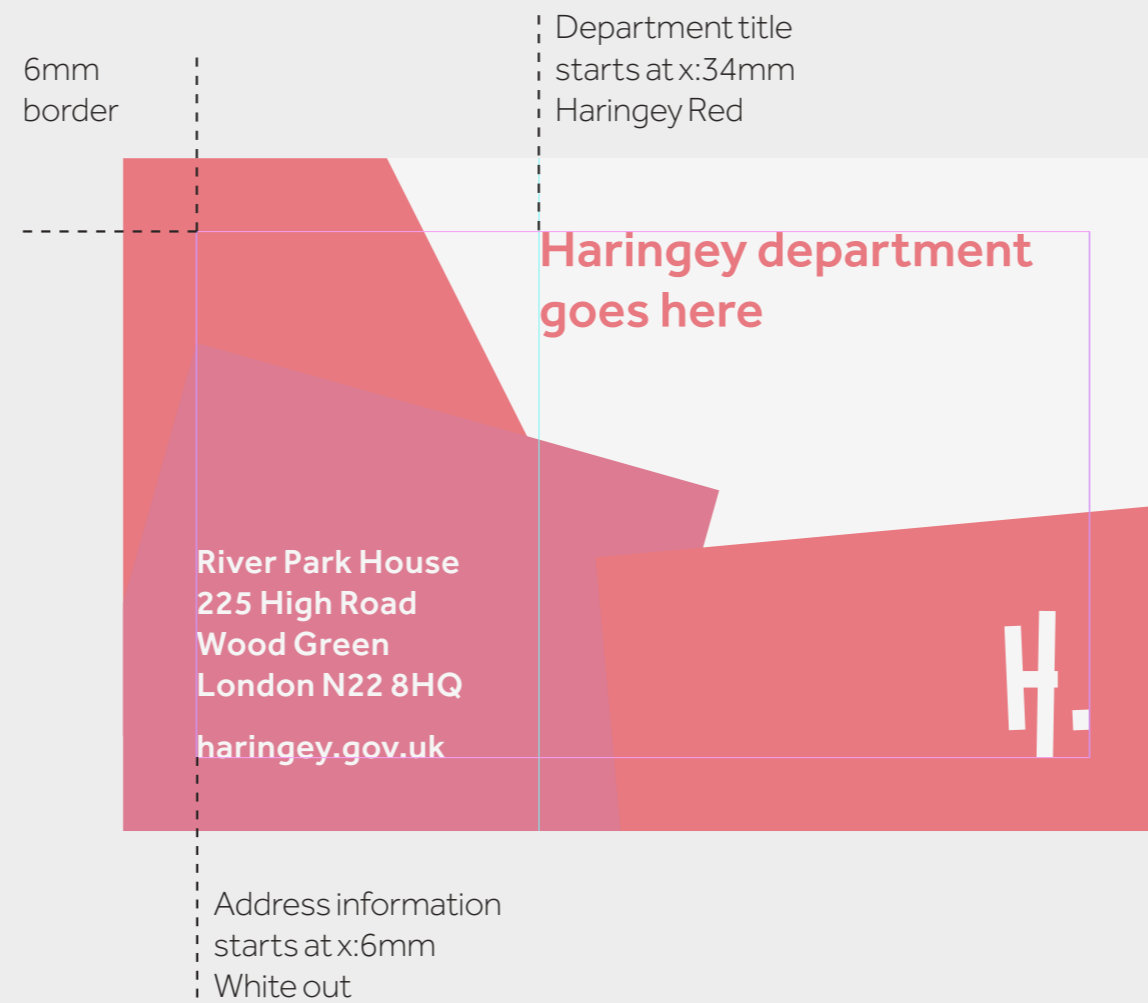 6mm
border
Department title
starts at x:34mm
Haringey Red
Haringey department
goes here
River Park House
225 High Road
Wood Green
London N22 8HQ
haringey.gov.uk
H.
Address information
starts at x:6mm
White out